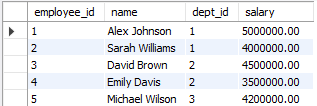 employee_id name dept_id salary
1 Alex Johnson 1 5000000.00
2 Sarah Williams 1 4000000.00
3 David Brown 2 4500000.00
4 Emily Davis 2 3500000.00
5 Michael Wilson 3 4200000.00